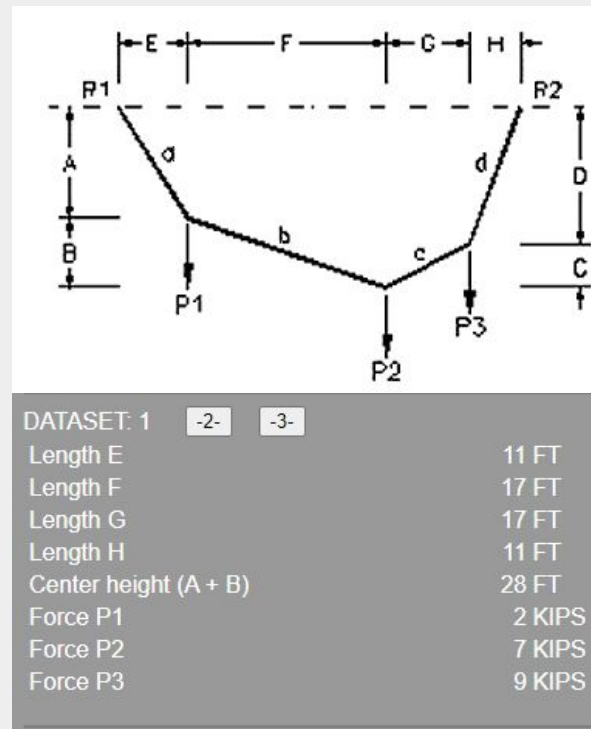 E F G H
R1 R2
a d
A D
b c
B C
P1 P3
P2
DATASET: 1 -2- -3-
Length E 11 FT
Length F 17 FT
Length G 17 FT
Length H 11 FT
Center height (A + B) 28 FT
Force P1 2 KIPS
Force P2 7 KIPS
Force P3 9 KIPS